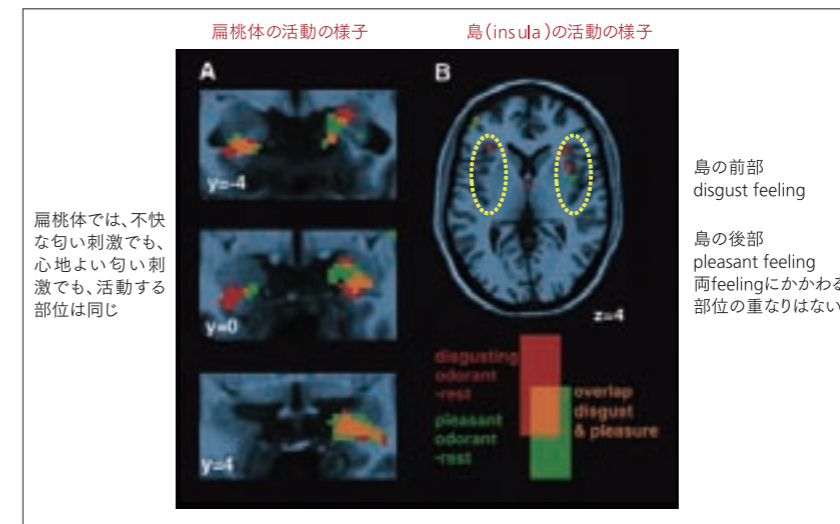 扁桃体の活動の様子
島(insula)の活動の様子
扁桃体では、不快
な匂い刺激でも、
心地よい匂い刺
激でも、活動する
部位は同じ
A
y=-4
y=0
y=4
B
z=4
disgusting
odorant
-rest
pleasant
odorant
-rest
overlap
disgust
& pleasure
島の前部
disgust feeling
島の後部
pleasant feeling
両feelingにかかわる
部位の重なりはない